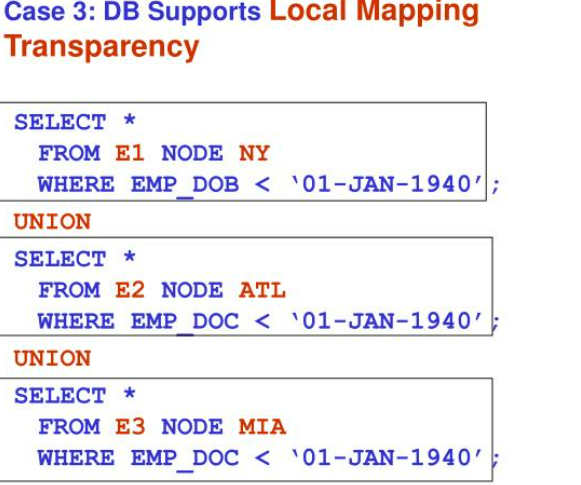 Case 3: DB Supports Local Mapping
Transparency
SELECT *
FROM E1 NODE NY
WHERE EMP_DOB < ‘01-JAN-1940’;
UNION
SELECT *
FROM E2 NODE ATL
WHERE EMP_DOC < ‘01-JAN-1940’;
UNION
SELECT *
FROM E3 NODE MIA
WHERE EMP_DOC < ‘01-JAN-1940’;